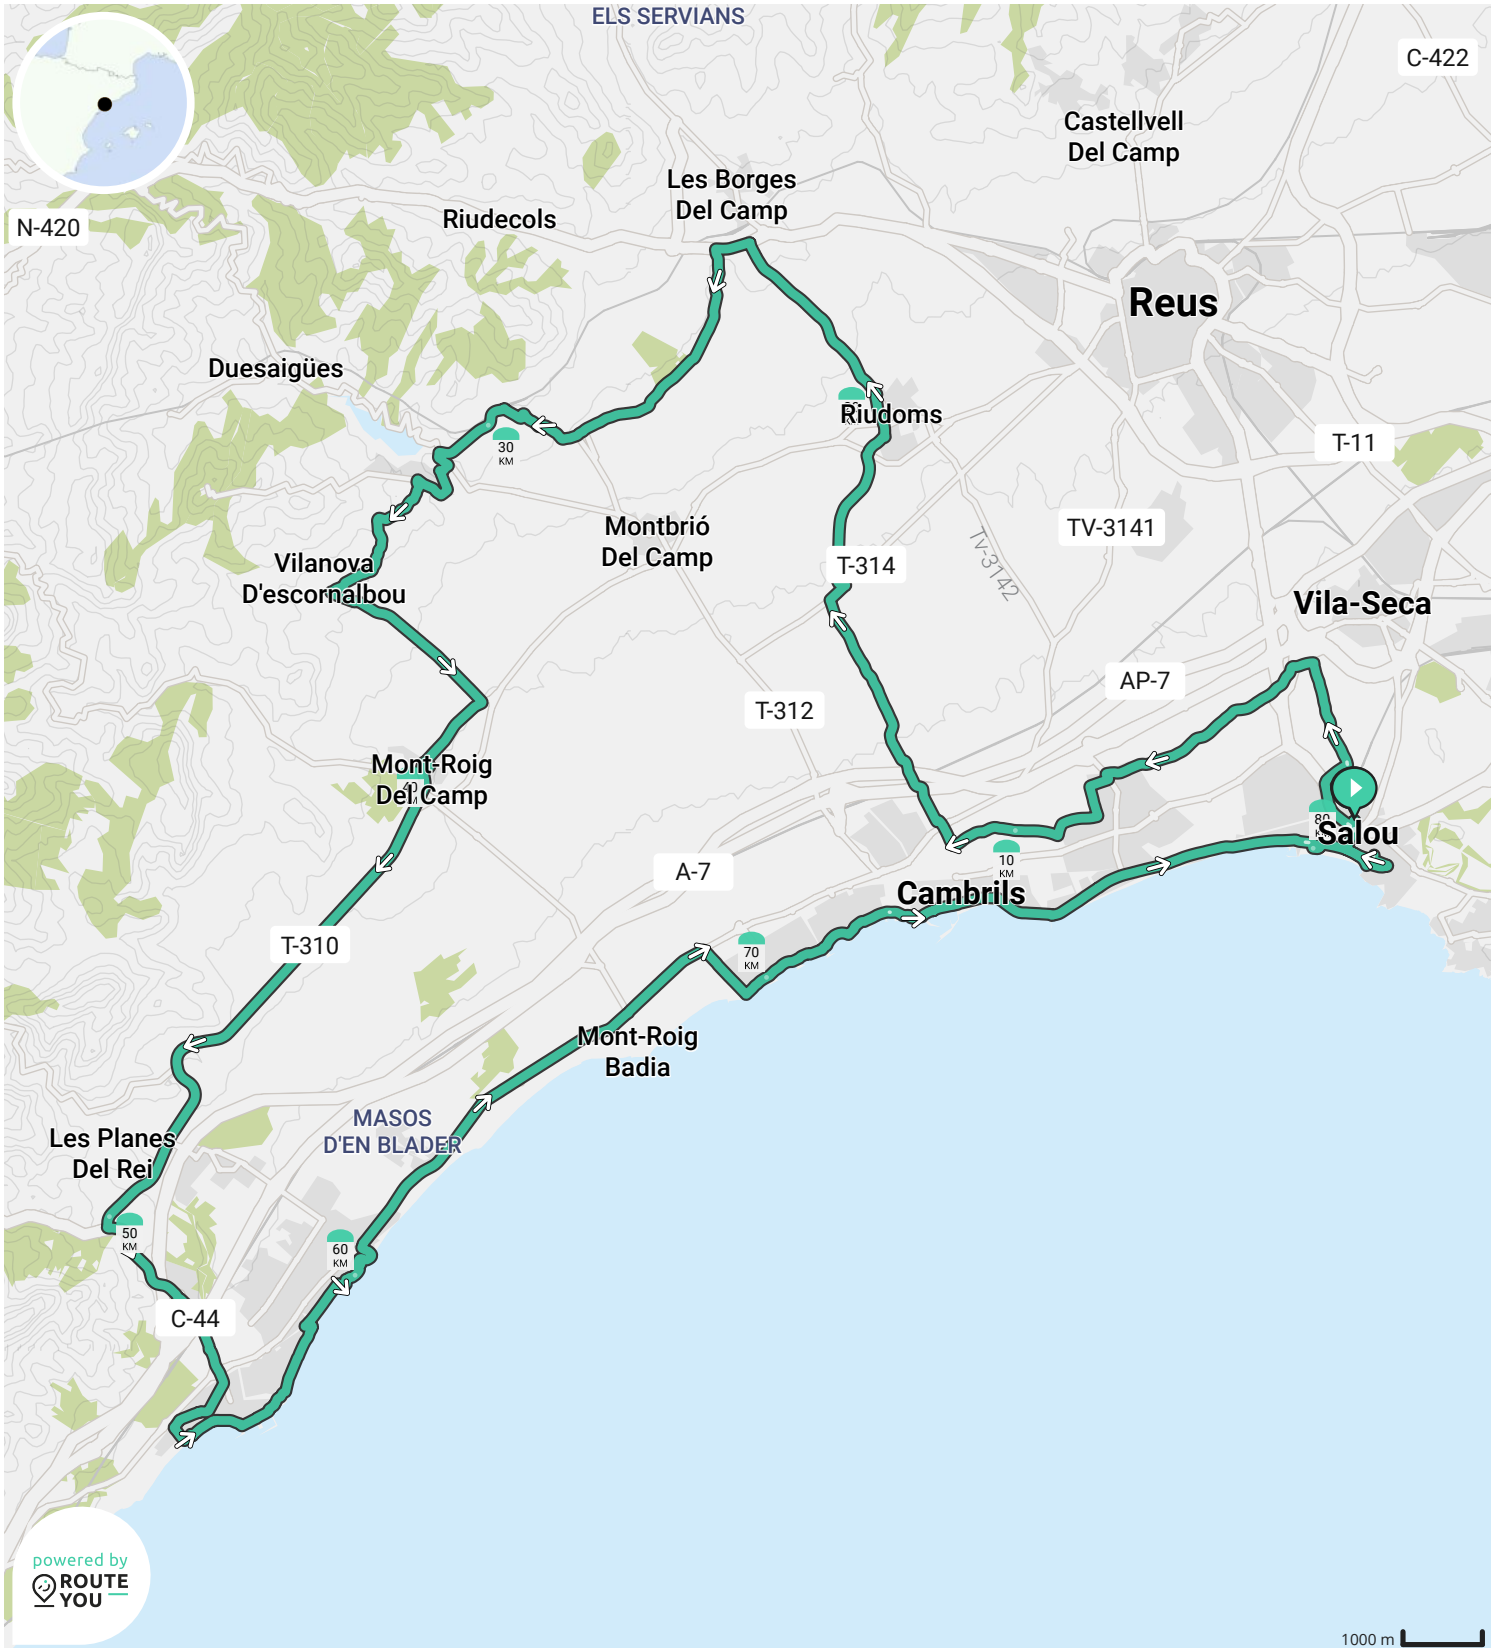 ELS SERVIANS
C-422
Castellvell
Del Camp
Les Borges
Del Camp
Riudecols
N-420
Reus
Duesaigües
Riudoms
T-11
30
KM
Montbrió
Del Camp
TV-3141
Tv-3142
T-314
Vilanova
D'escornalbou
Vila-Seca
AP-7
T-312
Mont-Roig
Del Camp
80
Salou
10
KM
A-7
Cambrils
T-310
70
KM
Mont-Roig
Badia
MASOS
D'EN BLADER
Les Planes
Del Rei
50
KM
60
KM
C-44
powered by
ROUTE
YOU
1000 m